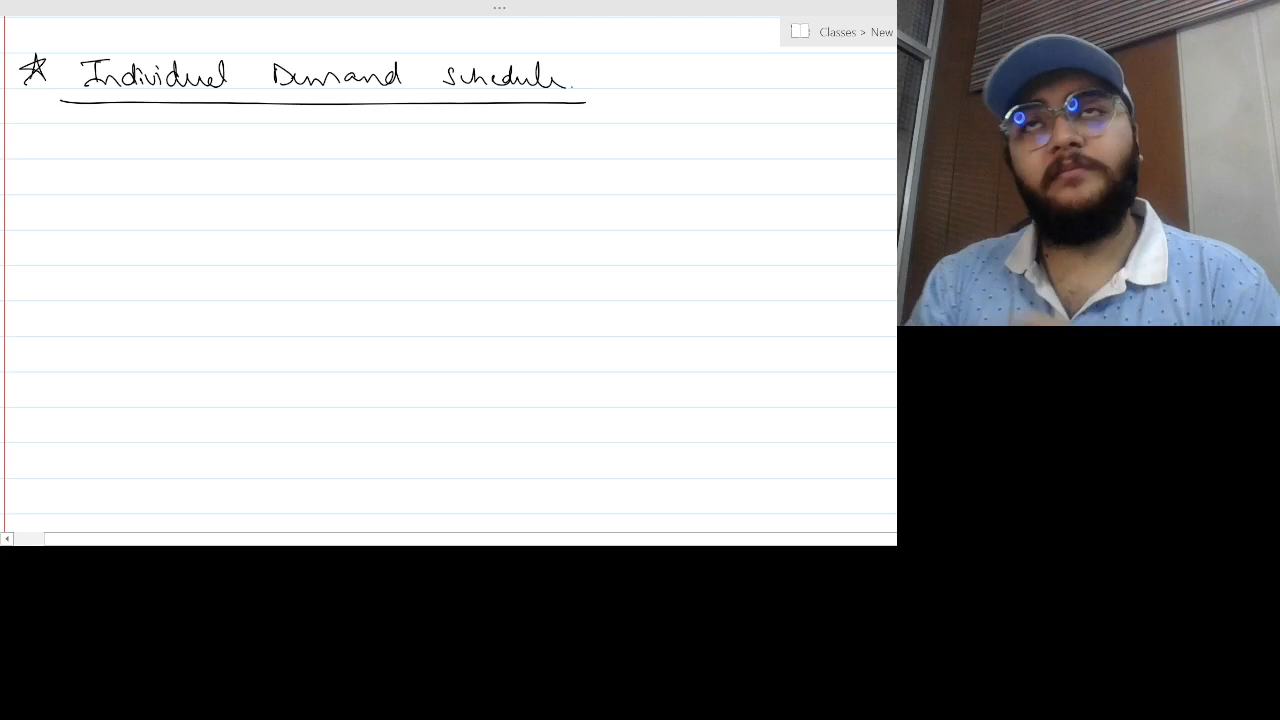 Classes > New
☆ Individual Demand schedule.